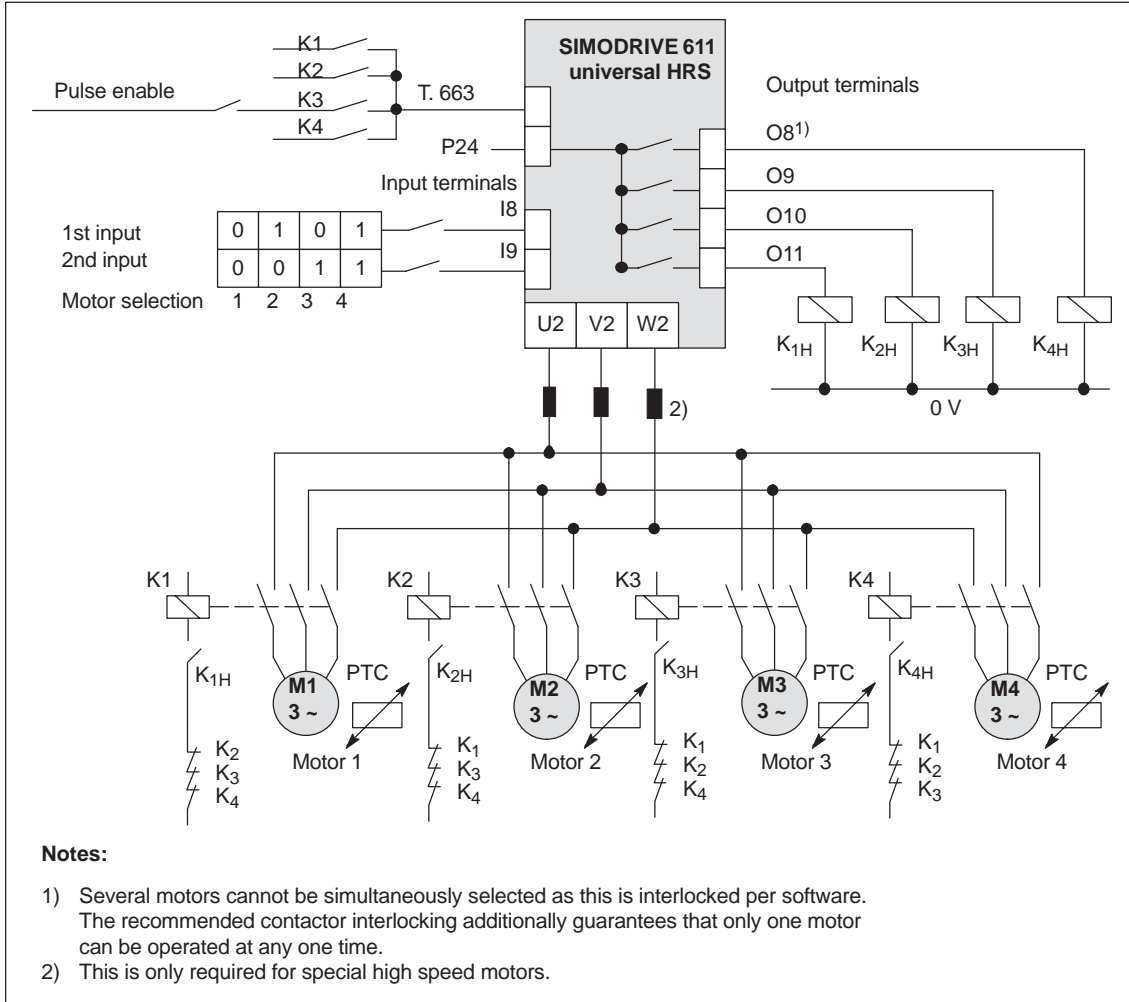 SIMODRIVE 611
universal HRS
K1
K2
Pulse enable
K3
T. 663
K4
P24
Output terminals
O8 1)
O9
O10
O11
Input terminals
I8
I9
1st input
0 1 0 1
2nd input
0 0 1 1
Motor selection 1 2 3 4
U2 V2 W2
K1H K2H K3H K4H
0 V
2)
K1 K2 K3 K4
K1H
M1
3 ~
PTC
K2H
M2
3 ~
PTC
K3H
M3
3 ~
PTC
K4H
M4
3 ~
PTC
K2
K3
K4
Motor 1
K1
K3
K4
Motor 2
K1
K2
K4
Motor 3
K1
K2
K3
Motor 4
Notes:
1) Several motors cannot be simultaneously selected as this is interlocked per software.
The recommended contactor interlocking additionally guarantees that only one motor
can be operated at any one time.
2) This is only required for special high speed motors.